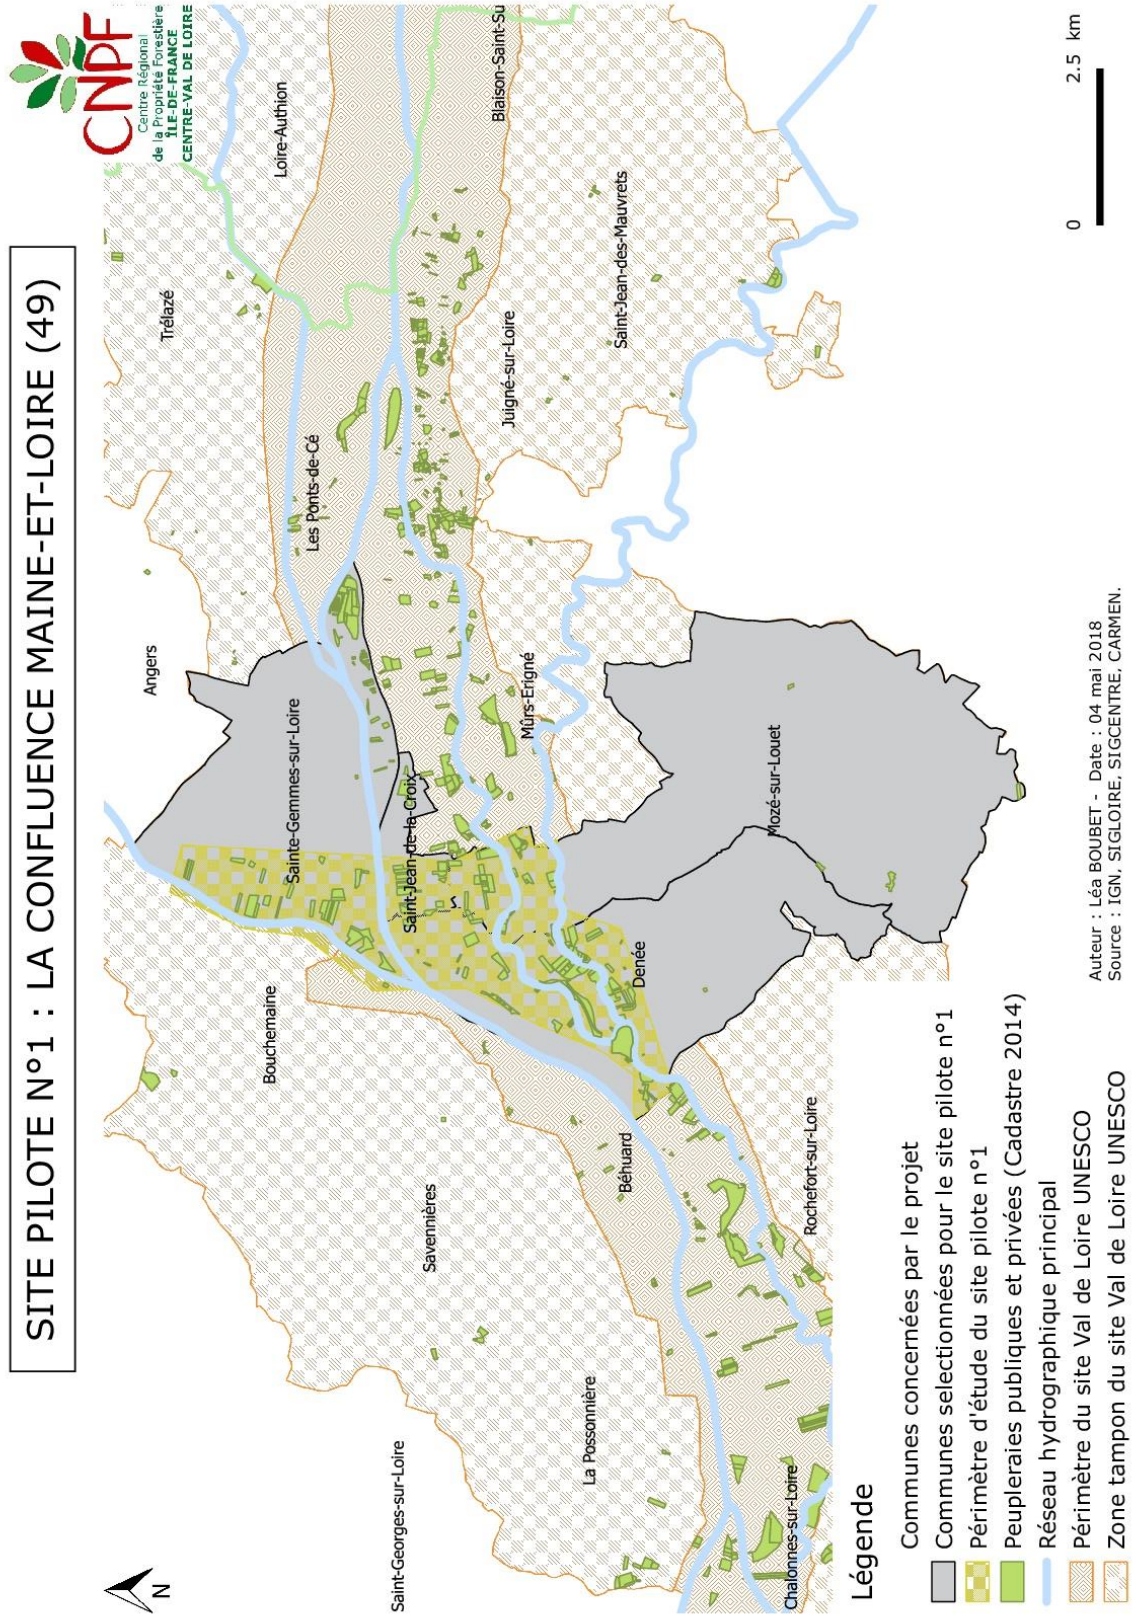 SITE PILOTE N°1 : LA CONFLUENCE MAINE-ET-LOIRE (49)
CNPF
Centre Régional
de la Propriété Forestière
ÎLE-DE-FRANCE
CENTRE-VAL DE LOIRE
N
Angers
Trélazé
Loire-Authion
Bouchemaine
Sainte-Gemmes-sur-Loire
Les Ponts-de-Cé
Saint-Georges-sur-Loire
Savennières
Saint-Jean-de-la-Croix
Juigné-sur-Loire
Blaison-Saint-Su
La Possonnière
Béhuard
Denée
Mûrs-Erigné
Saint-Jean-des-Mauvrets
Chalonnes-sur-Loire
Rochefort-sur-Loire
Mozé-sur-Louet
Légende
Communes concernées par le projet
Communes selectionnées pour le site pilote n°1
Périmètre d'étude du site pilote n°1
Peupleraies publiques et privées (Cadastre 2014)
Réseau hydrographique principal
Périmètre du site Val de Loire UNESCO
Zone tampon du site Val de Loire UNESCO
0 2.5 km
Auteur : Léa BOUBET - Date : 04 mai 2018
Source : IGN, SIGLOIRE, SIGCENTRE, CARMEN.